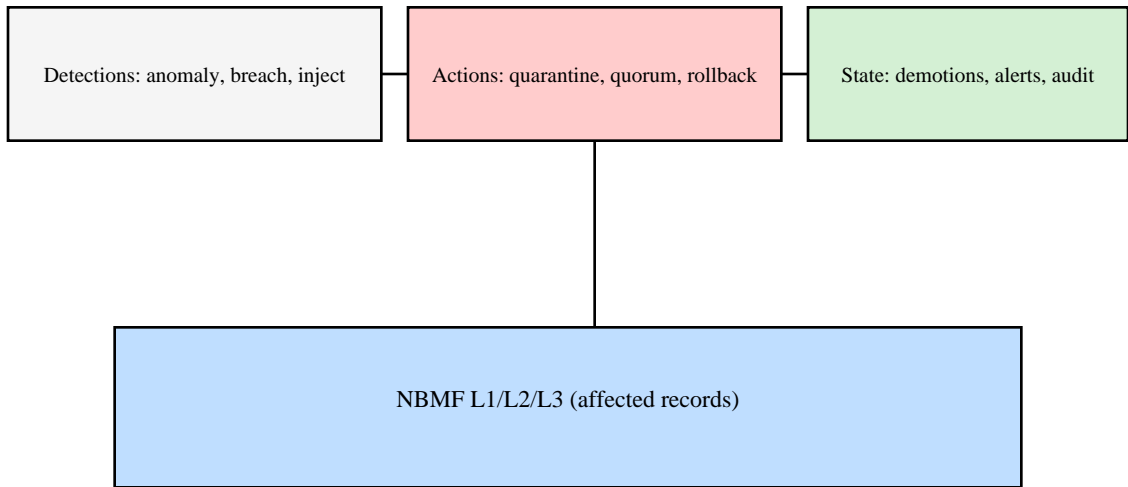 Detections: anomaly, breach, inject
Actions: quarantine, quorum, rollback
State: demotions, alerts, audit
NBMF L1/L2/L3 (affected records)